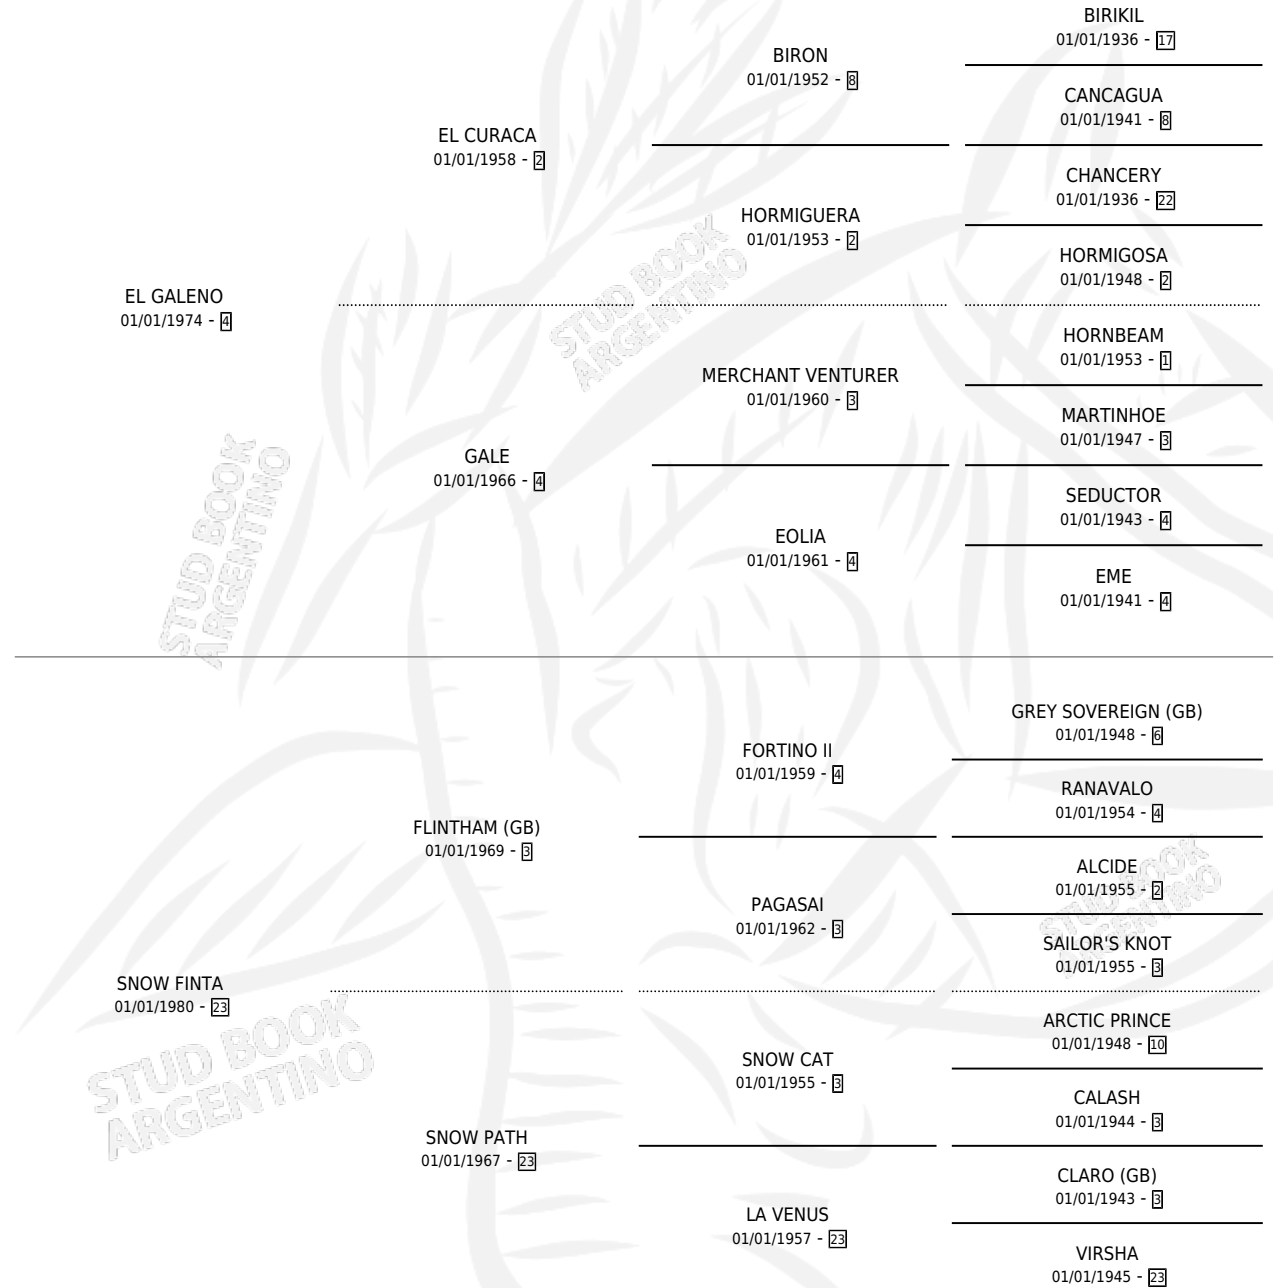 BIRIKIL
01/01/1936 - 17
BIRON
01/01/1952 - 8
CANCAGUA
01/01/1941 - 8
EL CURACA
01/01/1958 - 2
CHANCERY
01/01/1936 - 22
HORMIGUERA
01/01/1953 - 2
HORMIGOSA
01/01/1948 - 2
EL GALENO
01/01/1974 - 4
HORNBEAM
01/01/1953 - 1
MERCHANT VENTURER
01/01/1960 - 3
MARTINHOE
01/01/1947 - 3
GALE
01/01/1966 - 4
SEDUCTOR
01/01/1943 - 4
EOLIA
01/01/1961 - 4
EME
01/01/1941 - 4
GREY SOVEREIGN (GB)
01/01/1948 - 6
FORTINO II
01/01/1959 - 4
RANAVALO
01/01/1954 - 4
FLINTHAM (GB)
01/01/1969 - 3
ALCIDE
01/01/1955 - 2
PAGASAI
01/01/1962 - 3
SAILOR'S KNOT
01/01/1955 - 3
SNOW FINTA
01/01/1980 - 23
ARCTIC PRINCE
01/01/1948 - 10
SNOW CAT
01/01/1955 - 3
CALASH
01/01/1944 - 3
SNOW PATH
01/01/1967 - 23
CLARO (GB)
01/01/1943 - 3
LA VENUS
01/01/1957 - 23
VIRSHA
01/01/1945 - 23
STUD BOOK
ARGENTINO
STUD BOOK
ARGENTINO
STUD BOOK
ARGENTINO
STUD BOOK
ARGENTINO